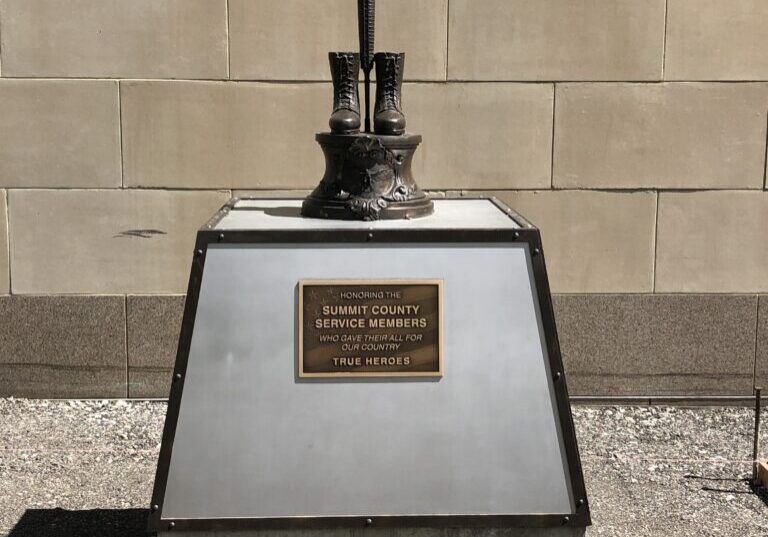 HONORING THE
SUMMIT COUNTY
SERVICE MEMBERS
WHO GAVE THEIR ALL FOR
OUR COUNTRY
TRUE HEROES